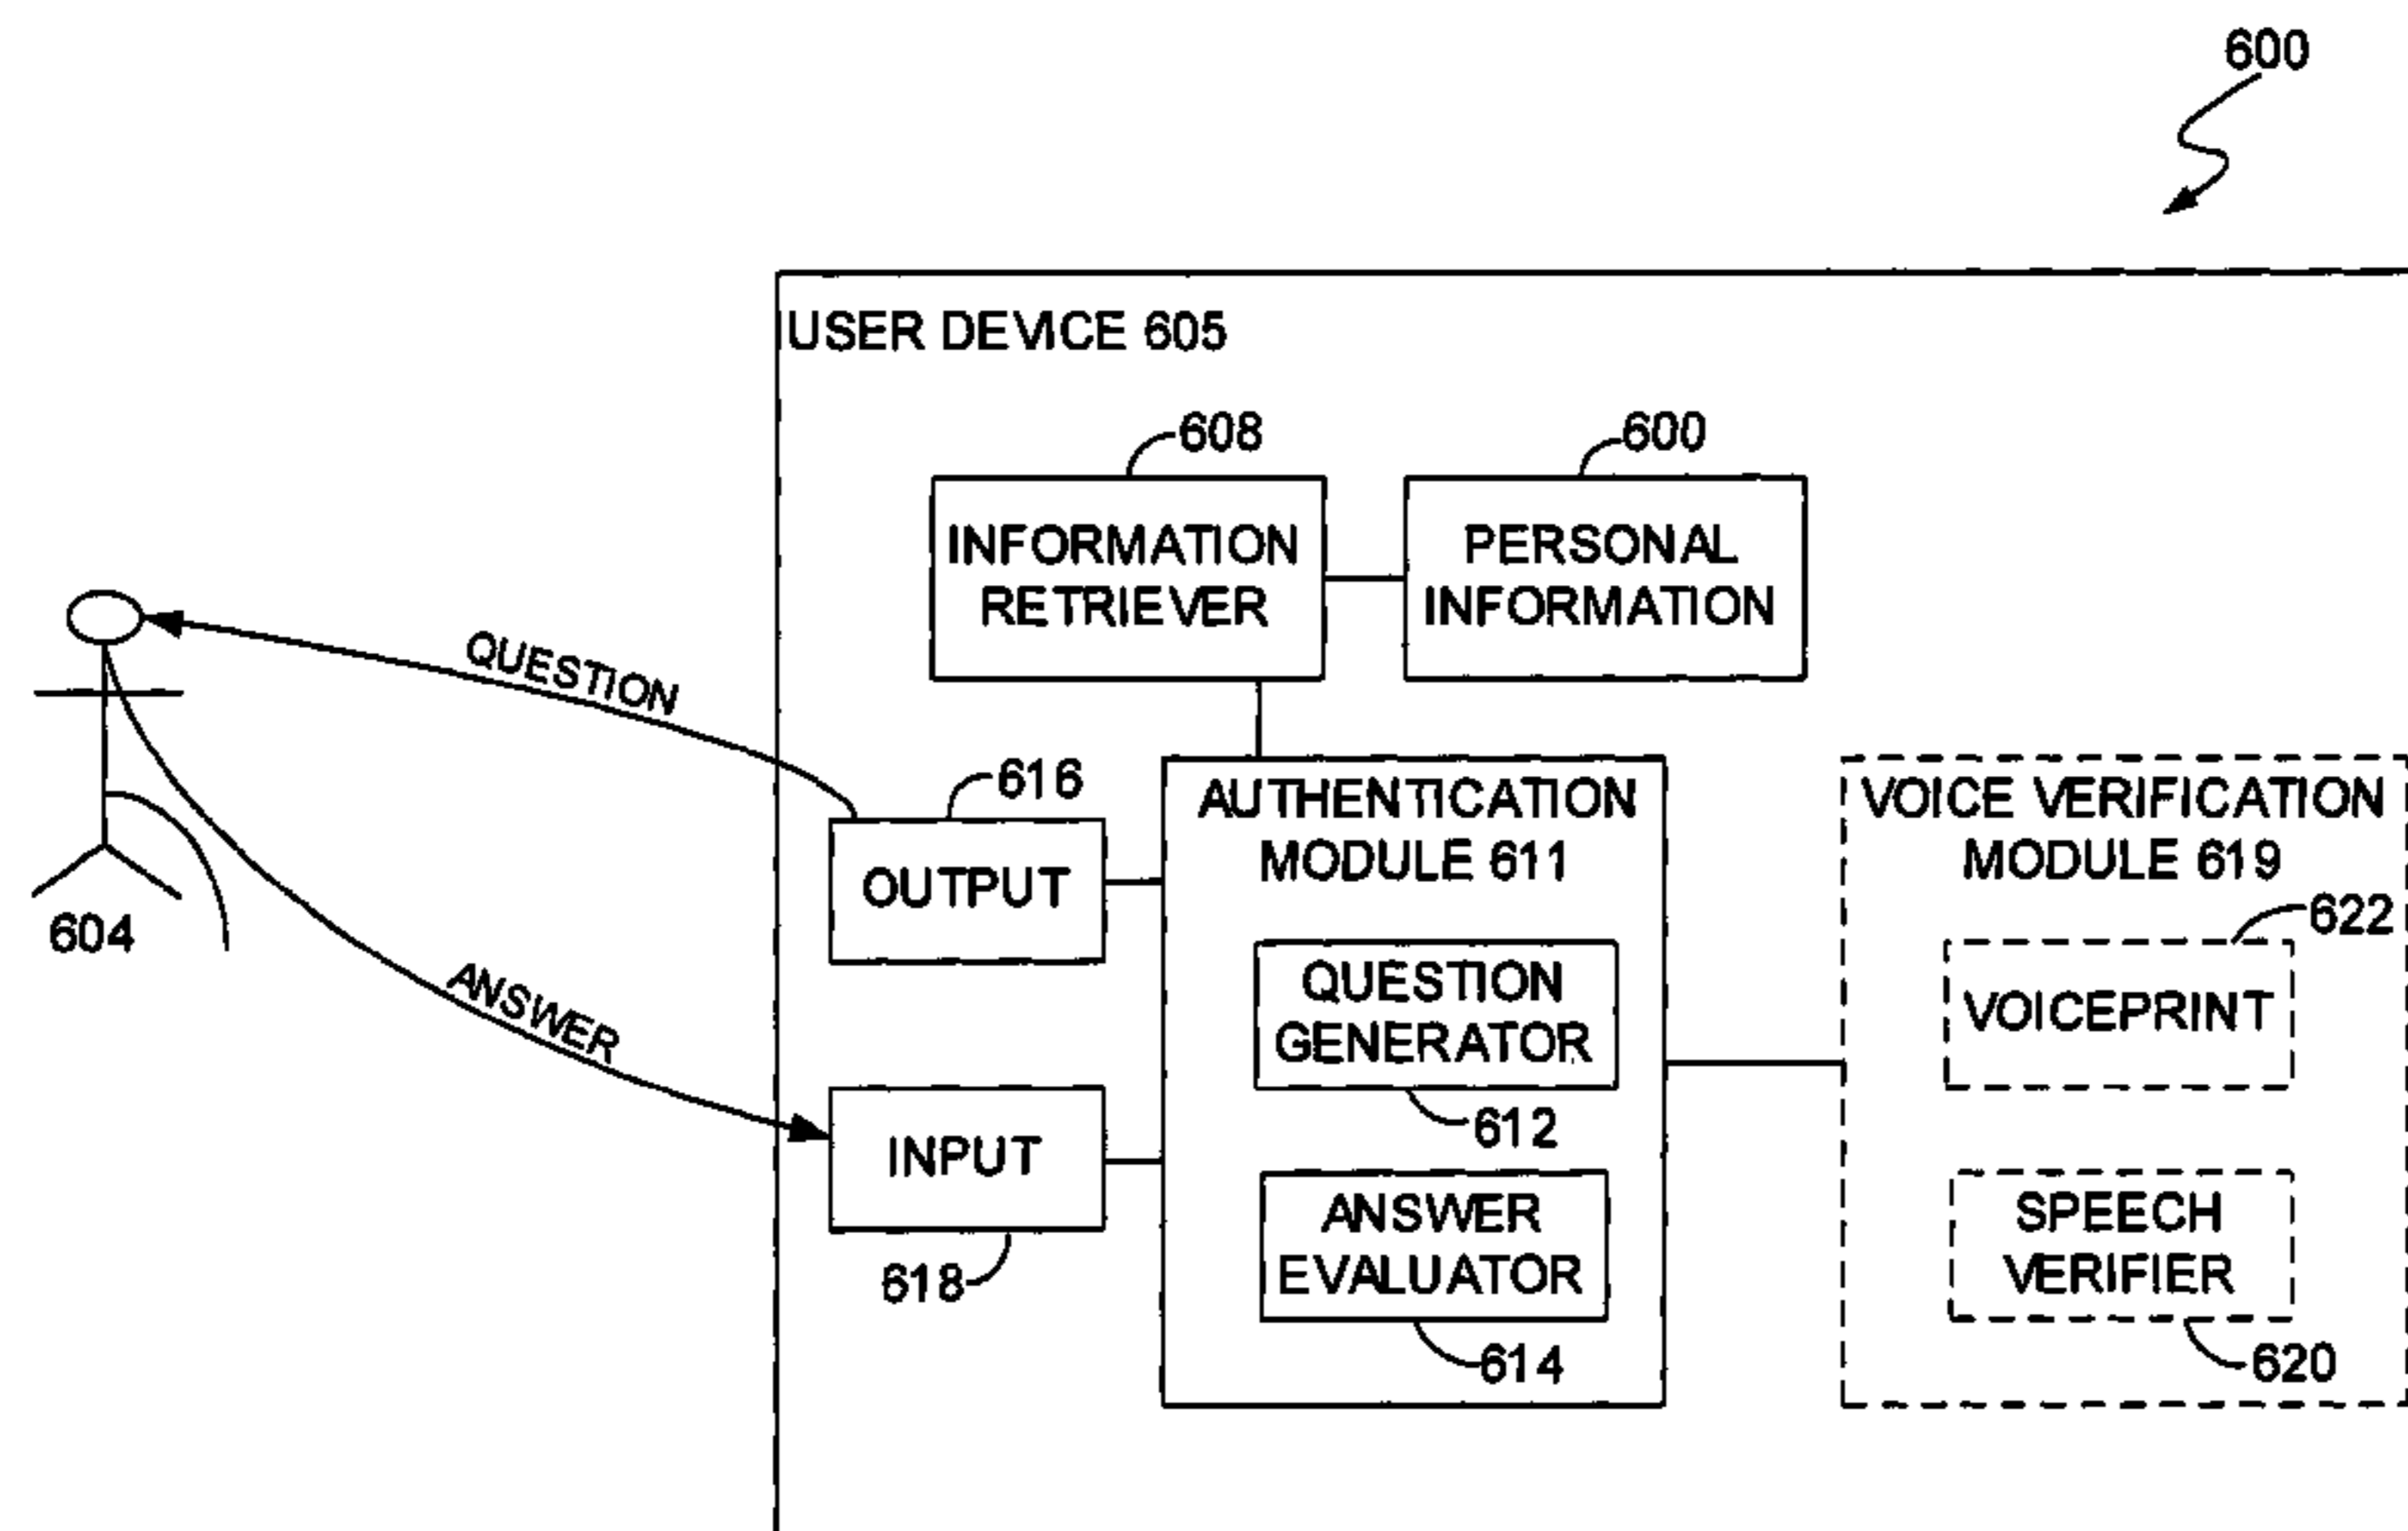 600
USER DEVICE 605
608
600
INFORMATION
RETRIEVER
PERSONAL
INFORMATION
QUESTION
616
OUTPUT
AUTHENTICATION
MODULE 611
VOICE VERIFICATION
MODULE 619
604
622
ANSWER
QUESTION
GENERATOR
VOICEPRINT
612
INPUT
618
ANSWER
EVALUATOR
SPEECH
VERIFIER
614
620